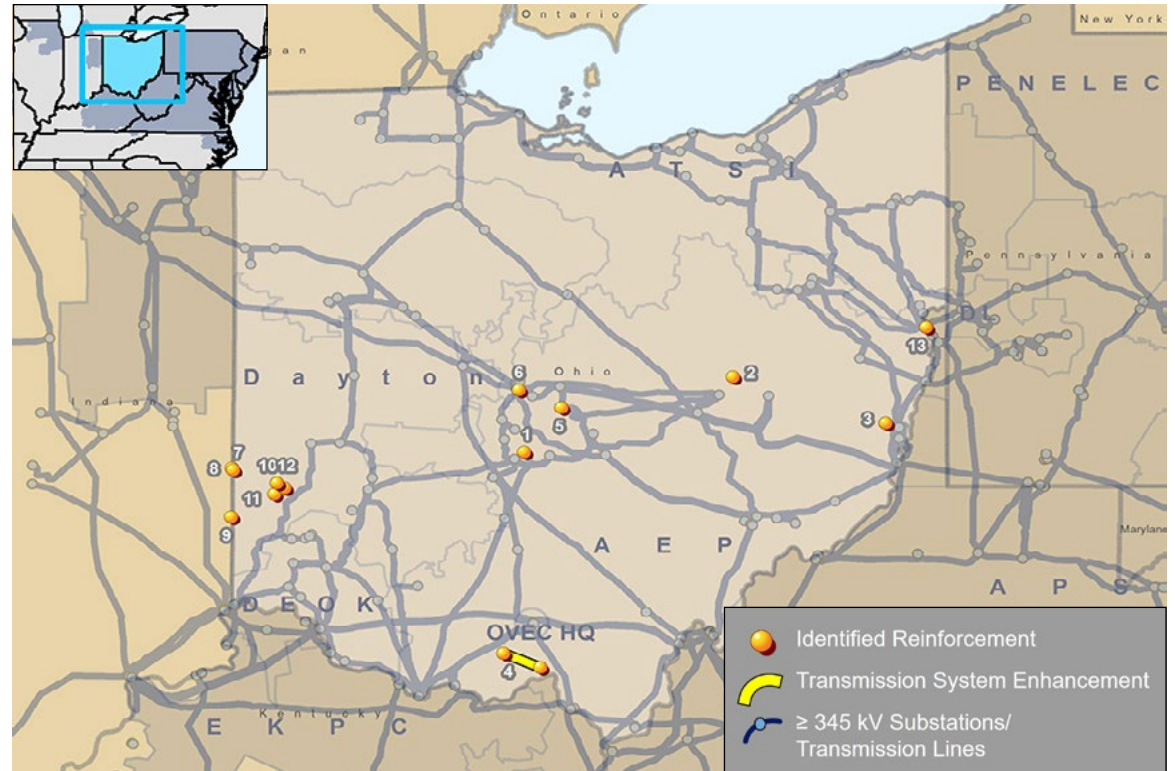 Ontario
New York
gan
PENELEC
ATSI
Pennsylvania
DL
13
Ohio
6
2
Dayton
5
Indiana
3
1
7
8
10 12
11
9
Maryland
AEP
APS
DEOK
OVEC HQ
4
Kentucky
EKPC
Identified Reinforcement
Transmission System Enhancement
≥ 345 kV Substations/
Transmission Lines